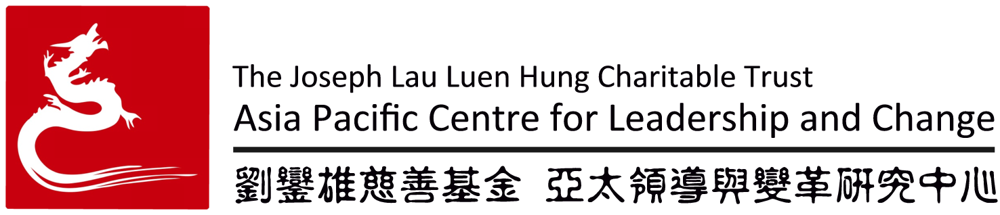 The Joseph Lau Luen Hung Charitable Trust
Asia Pacific Centre for Leadership and Change
劉鑾雄慈善基金 亞太領導與變革研究中心